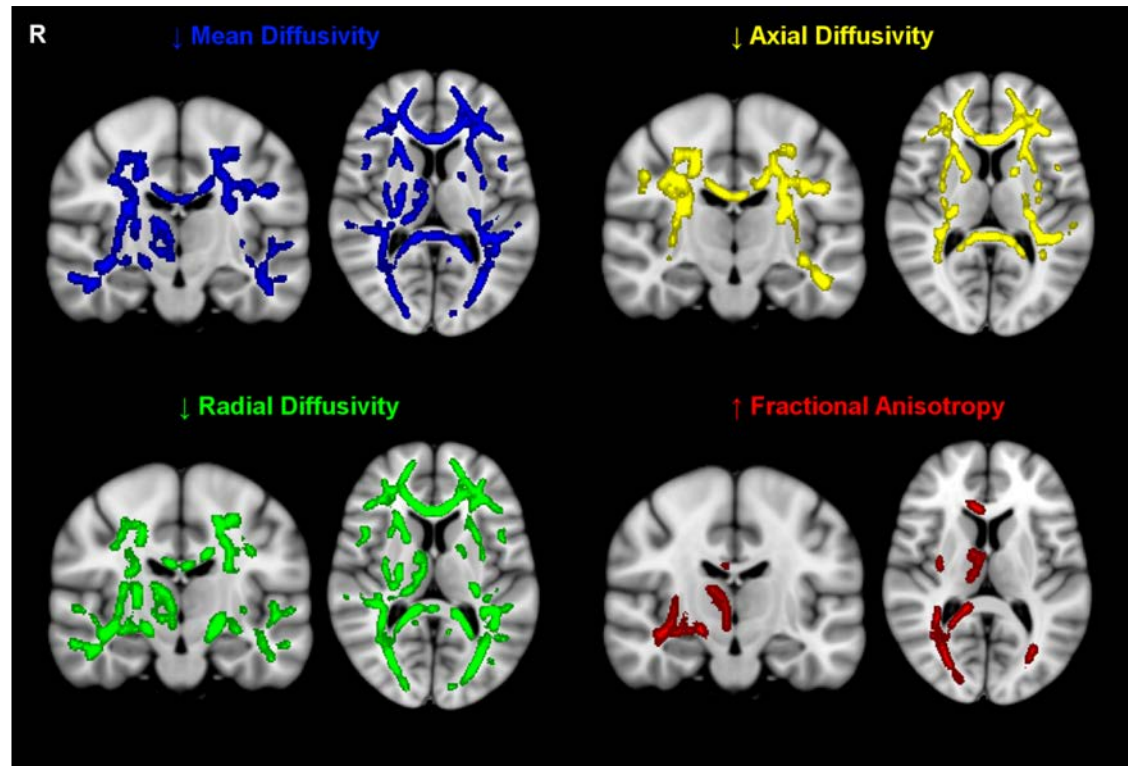 R
↓ Mean Diffusivity
↓ Axial Diffusivity
↓ Radial Diffusivity
↑ Fractional Anisotropy